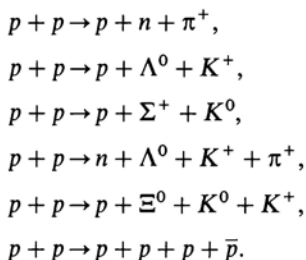 p + p → p + n + π⁺,
p + p → p + Λ⁰ + K⁺,
p + p → p + Σ⁺ + K⁰,
p + p → n + Λ⁰ + K⁺ + π⁺,
p + p → p + Ξ⁰ + K⁰ + K⁺,
p + p → p + p + p + p̅.